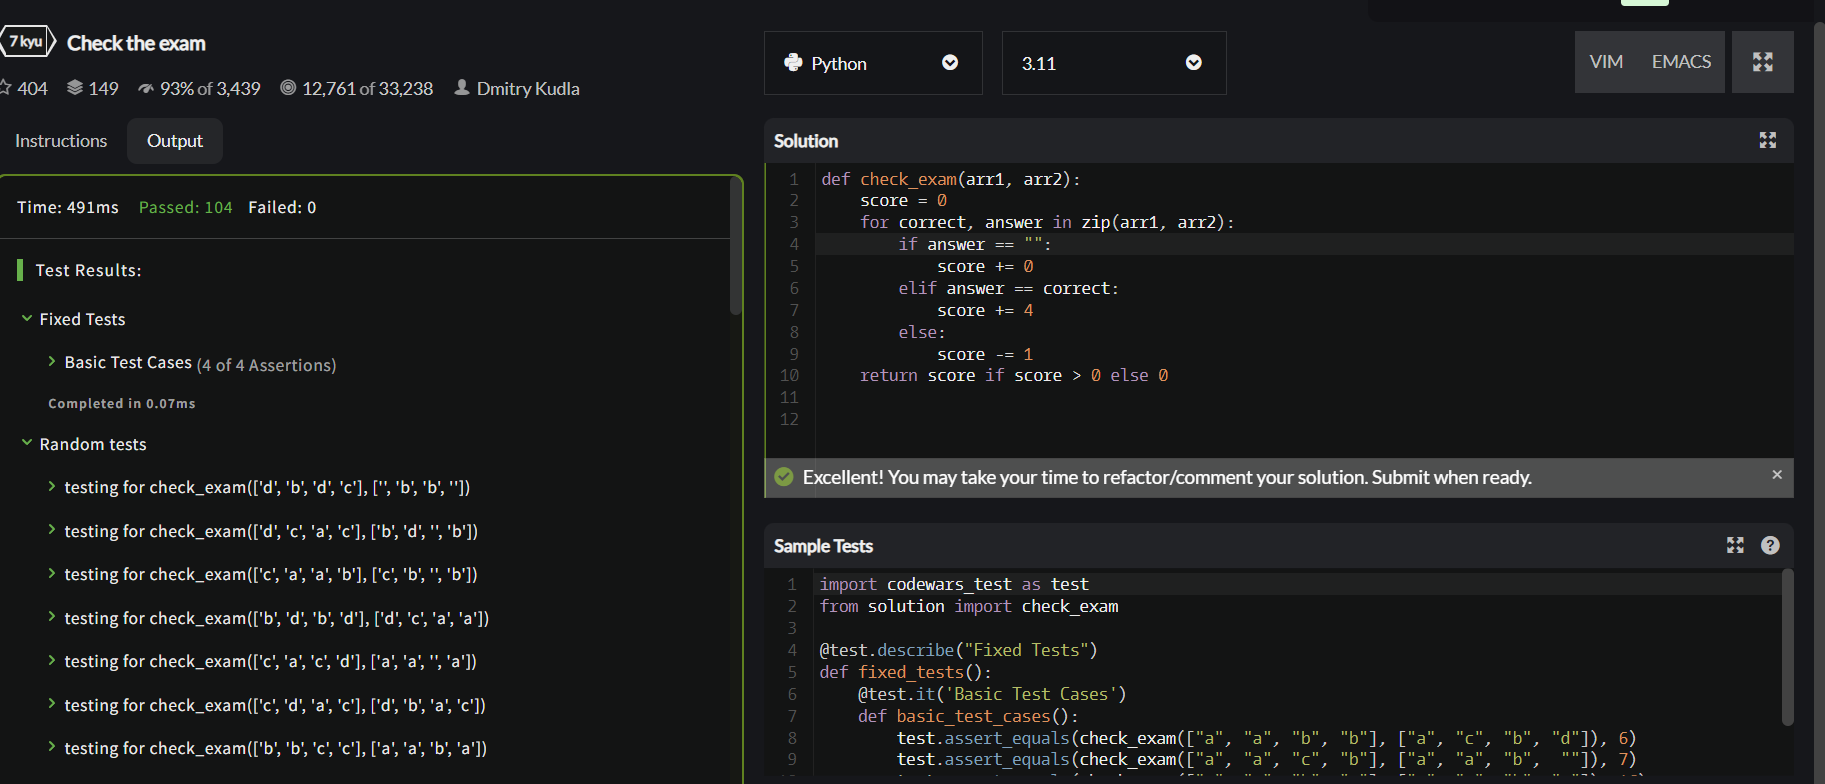 7 kyu Check the exam
404 149 93% of 3,439 12,761 of 33,238 Dmitry Kudla
Instructions Output
Time: 491ms Passed: 104 Failed: 0
Test Results:
Fixed Tests
Basic Test Cases (4 of 4 Assertions)
Completed in 0.07ms
Random tests
testing for check_exam(['d', 'b', 'd', 'c'], ['', 'b', 'b', ''])
testing for check_exam(['d', 'c', 'a', 'c'], ['b', 'd', '', 'b'])
testing for check_exam(['c', 'a', 'a', 'b'], ['c', 'b', '', 'b'])
testing for check_exam(['b', 'd', 'b', 'd'], ['d', 'c', 'a', 'a'])
testing for check_exam(['c', 'a', 'c', 'd'], ['a', 'a', '', 'a'])
testing for check_exam(['c', 'd', 'a', 'c'], ['d', 'b', 'a', 'c'])
testing for check_exam(['b', 'b', 'c', 'c'], ['a', 'a', 'b', 'a'])
Python 3.11 VIM EMACS
Solution
1 def check_exam(arr1, arr2):
2 score = 0
3 for correct, answer in zip(arr1, arr2):
4 if answer == "":
5 score += 0
6 elif answer == correct:
7 score += 4
8 else:
9 score -= 1
10 return score if score > 0 else 0
11
12
Excellent! You may take your time to refactor/comment your solution. Submit when ready. ×
Sample Tests ?
1 import codewars_test as test
2 from solution import check_exam
3
4 @test.describe("Fixed Tests")
5 def fixed_tests():
6 @test.it('Basic Test Cases')
7 def basic_test_cases():
8 test.assert_equals(check_exam(["a", "a", "b", "b"], ["a", "c", "b", "d"]), 6)
9 test.assert_equals(check_exam(["a", "a", "c", "b"], ["a", "a", "b", ""]), 7)